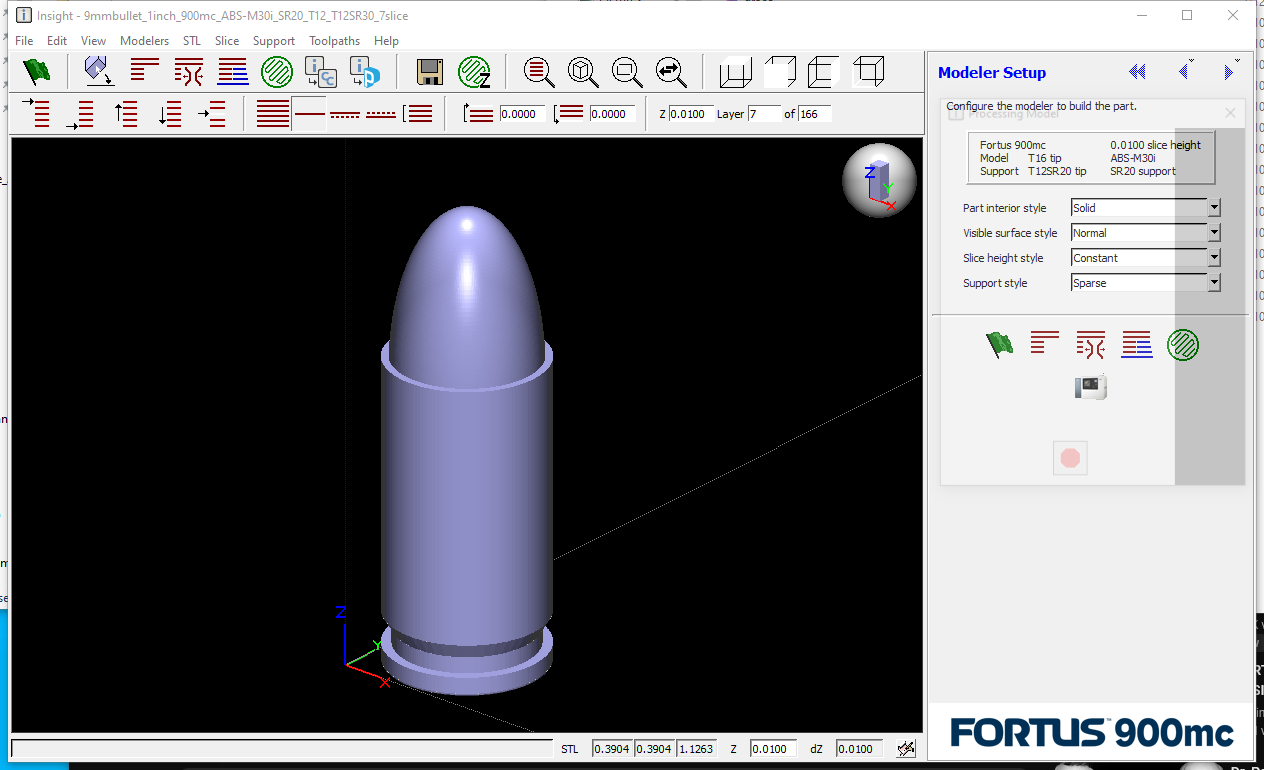 Insight - 9mmbullet_1inch_900mc_ABS-M30i_SR20_T12_T12SR30_7slice
File Edit View Modelers STL Slice Support Toolpaths Help
0.0000 0.0000 Z 0.0100 Layer 7 of 166
Z
Y
X
Z
Y
X
STL 0.3904 0.3904 1.1263 Z 0.0100 dZ 0.0100
Modeler Setup
Configure the modeler to build the part.
Processing Model
Fortus 900mc 0.0100 slice height
Model T16 tip ABS-M30i
Support T12SR20 tip SR20 support
Part interior style Solid
Visible surface style Normal
Slice height style Constant
Support style Sparse
FORTUS™ 900mc